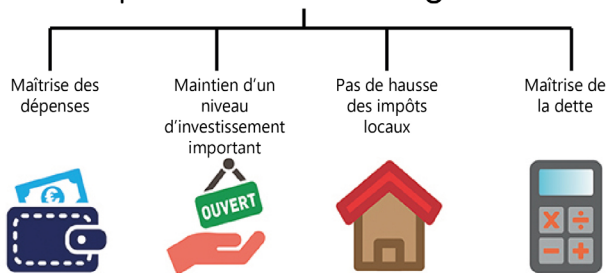 Maîtrise des
dépenses
Maintien d'un
niveau
d'investissement
important
Pas de hausse
des impôts
locaux
Maîtrise de
la dette
OUVERT